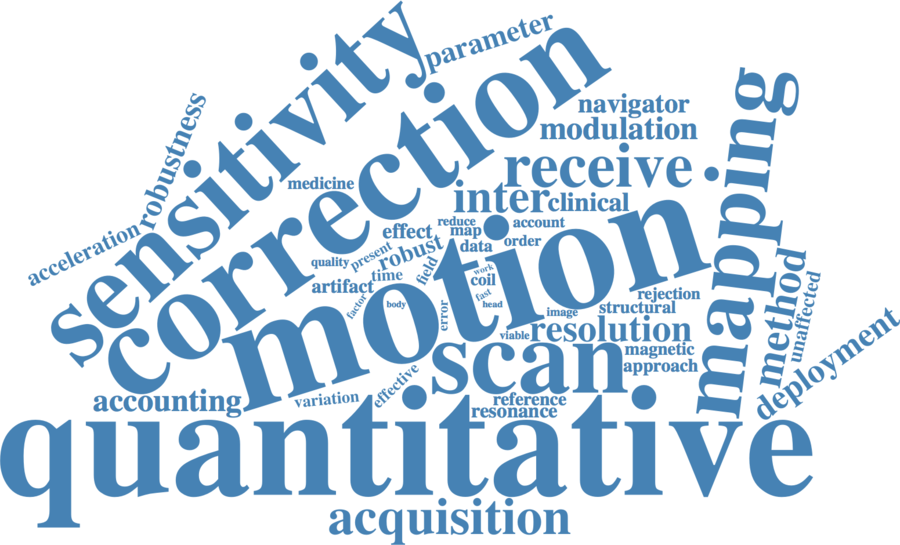 sensitivity
parameter
correction
robustness
navigator
modulation
mapping
receive
medicine
inter
clinical
acceleration
motion
effect
reduce
map
account
data
order
quality
present
robust
time
field
work
coil
artifact
fast
head
factor
body
error
image
rejection
structural
method
unaffected
viable
resolution
scan
magnetic
approach
deployment
accounting
variation
effective
reference
resonance
quantitative
acquisition